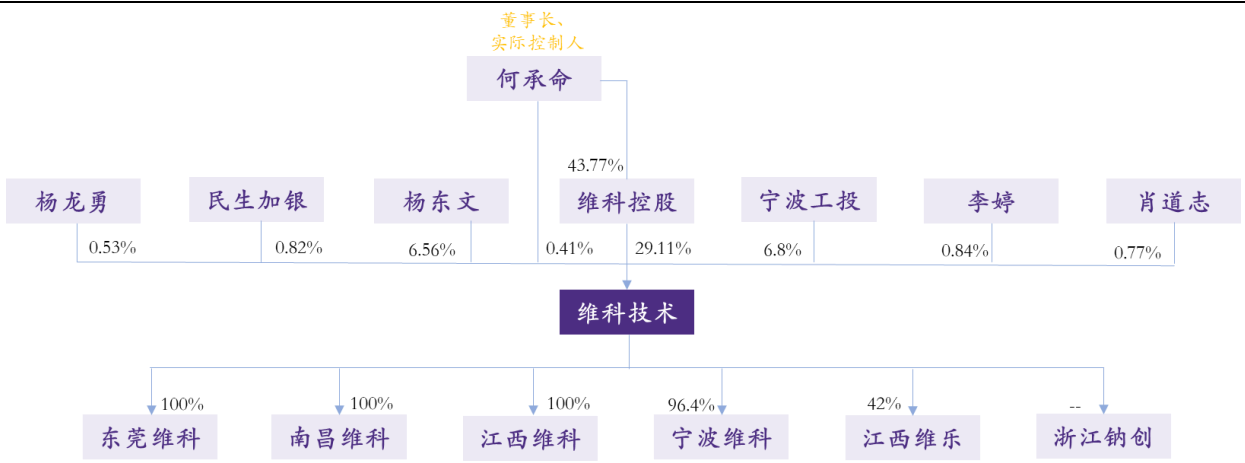 董事长、
实际控制人
何承命
43.77%
杨龙勇
民生加银
杨东文
维科控股
宁波工投
李婷
肖道志
0.53%
0.82%
6.56%
0.41%
29.11%
6.8%
0.84%
0.77%
维科技术
100%
100%
100%
96.4%
42%
--
东莞维科
南昌维科
江西维科
宁波维科
江西维乐
浙江钠创